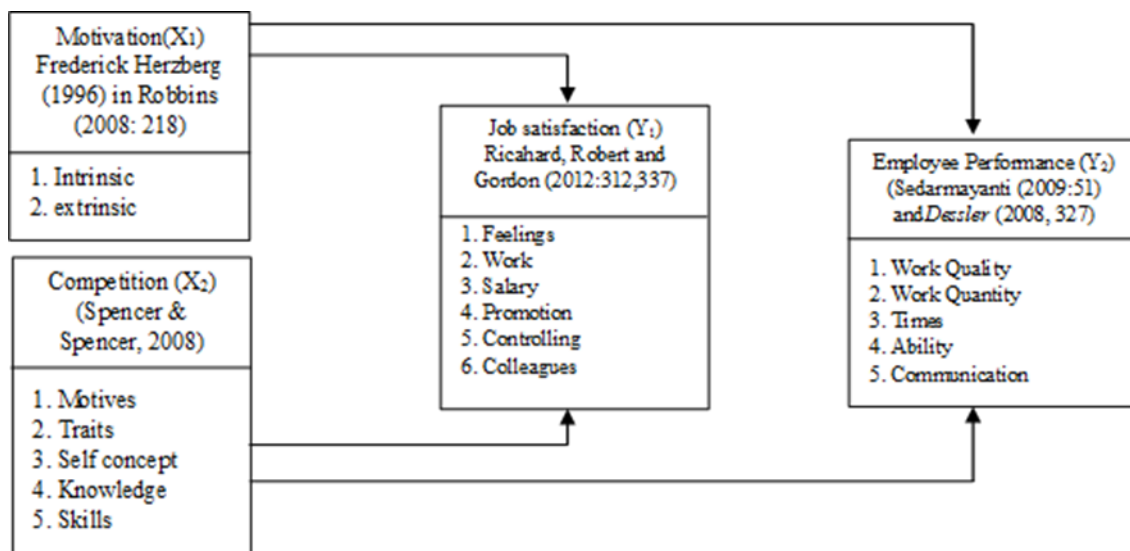 Motivation(X₁)
Frederick Herzberg
(1996) in Robbins
(2008: 218)
1. Intrinsic
2. extrinsic
Competition (X₂)
(Spencer &
Spencer, 2008)
1. Motives
2. Traits
3. Self concept
4. Knowledge
5. Skills
Job satisfaction (Y₁)
Ricahard, Robert and
Gordon (2012:312,337)
1. Feelings
2. Work
3. Salary
4. Promotion
5. Controlling
6. Colleagues
Employee Performance (Y₂)
(Sedarmayanti (2009:51)
andDessler (2008, 327)
1. Work Quality
2. Work Quantity
3. Times
4. Ability
5. Communication